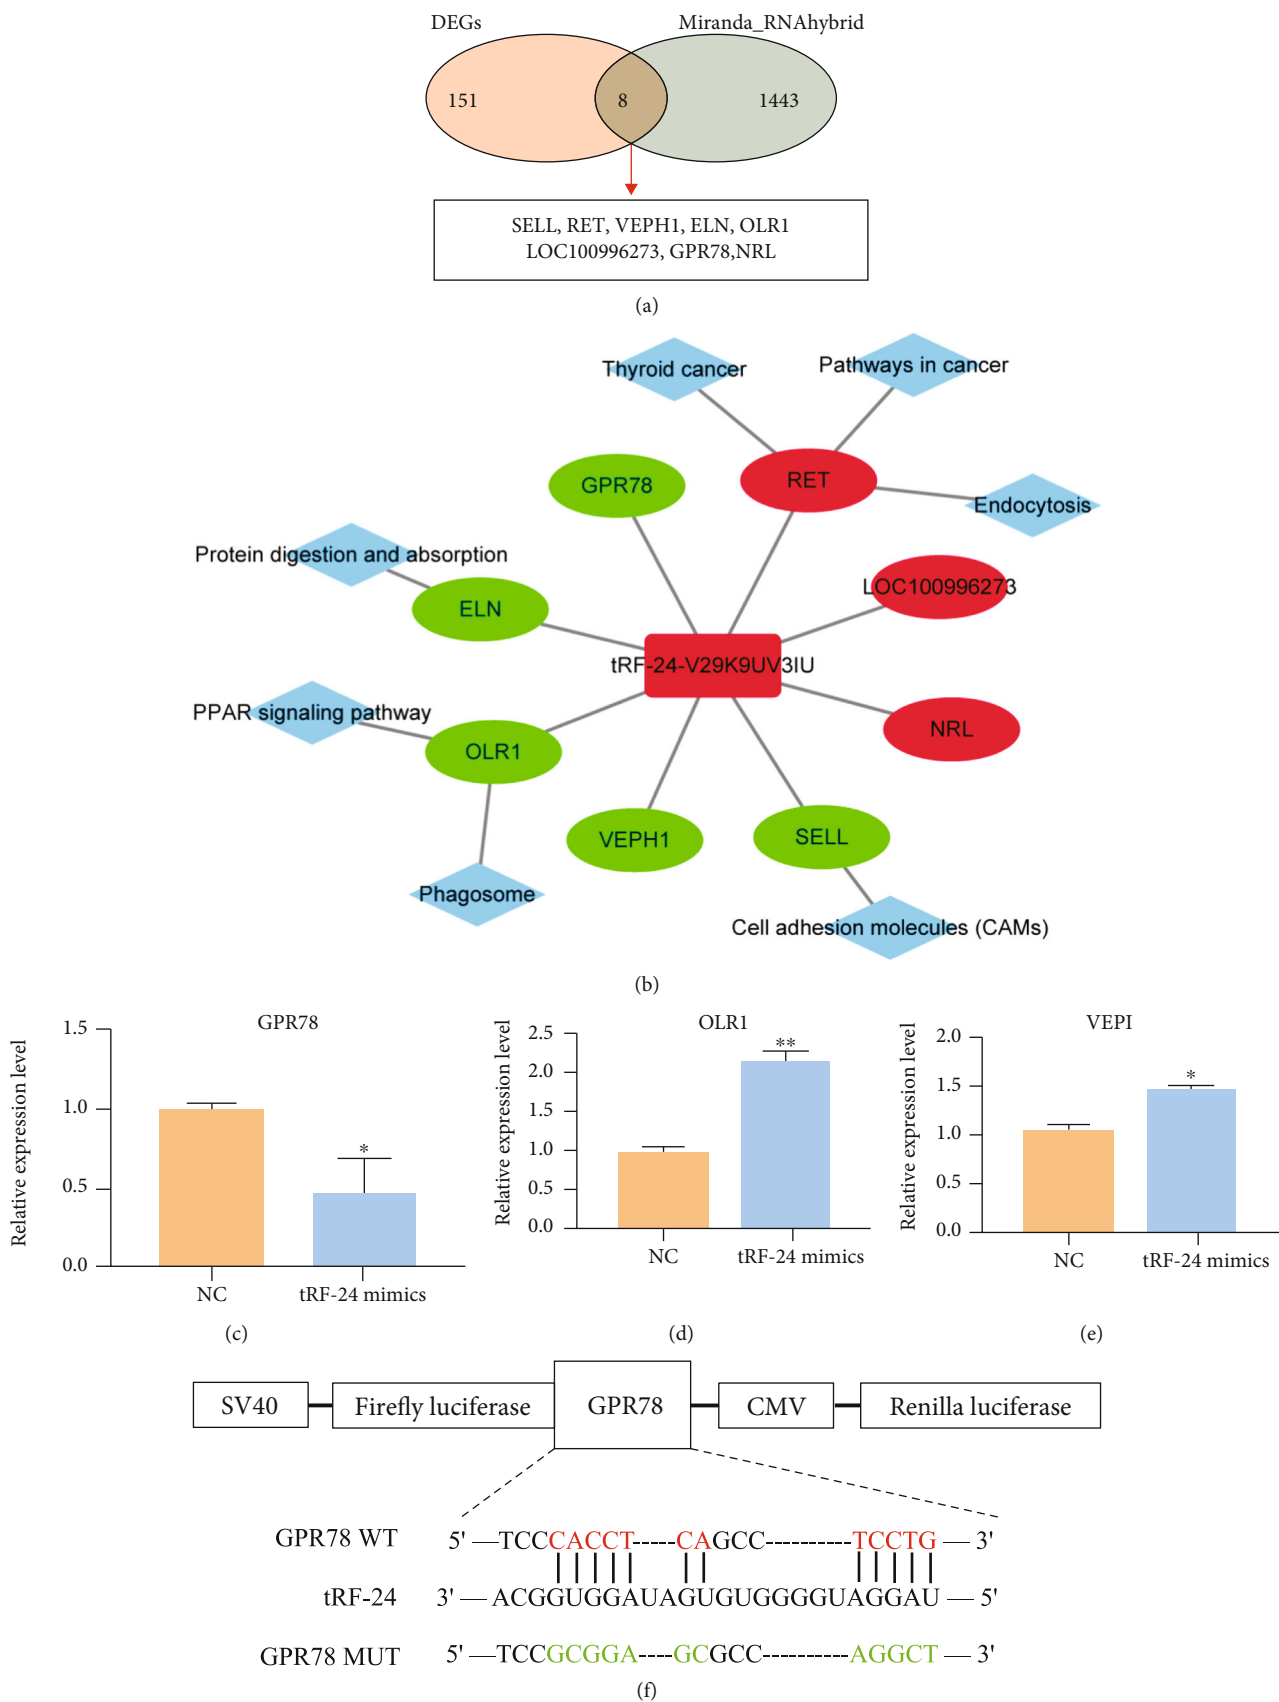 DEGs
Miranda_RNAhybrid
151
8
1443
SELL, RET, VEPH1, ELN, OLR1
LOC100996273, GPR78,NRL
(a)
Thyroid cancer
Pathways in cancer
GPR78
RET
Endocytosis
Protein digestion and absorption
LOC100996273
ELN
tRF-24-V29K9UV3IU
PPAR signaling pathway
NRL
OLR1
VEPH1
SELL
Phagosome
Cell adhesion molecules (CAMs)
(b)
GPR78
Relative expression level
1.5
1.0
0.5
0.0
*
NC
tRF-24 mimics
(c)
OLR1
Relative expression level
2.5
2.0
1.5
1.0
0.5
0.0
**
NC
tRF-24 mimics
(d)
VEPI
Relative expression level
2.0
1.5
1.0
0.5
0.0
*
NC
tRF-24 mimics
(e)
SV40
Firefly luciferase
GPR78
CMV
Renilla luciferase
GPR78 WT 5' —TCCCACCT-----CAGCC-----------TCCTG— 3'
tRF-24 3' —ACGGUGGAUAGUGUGGGGUAGGAU— 5'
GPR78 MUT 5' —TCCGCGGA----GCGCC-----------AGGCT— 3'
(f)